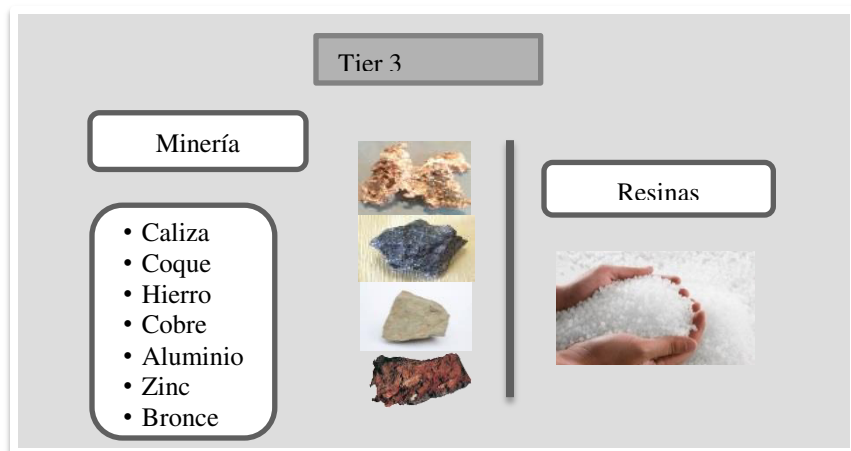 Tier 3
Minería
• Caliza
• Coque
• Hierro
• Cobre
• Aluminio
• Zinc
• Bronce
Resinas